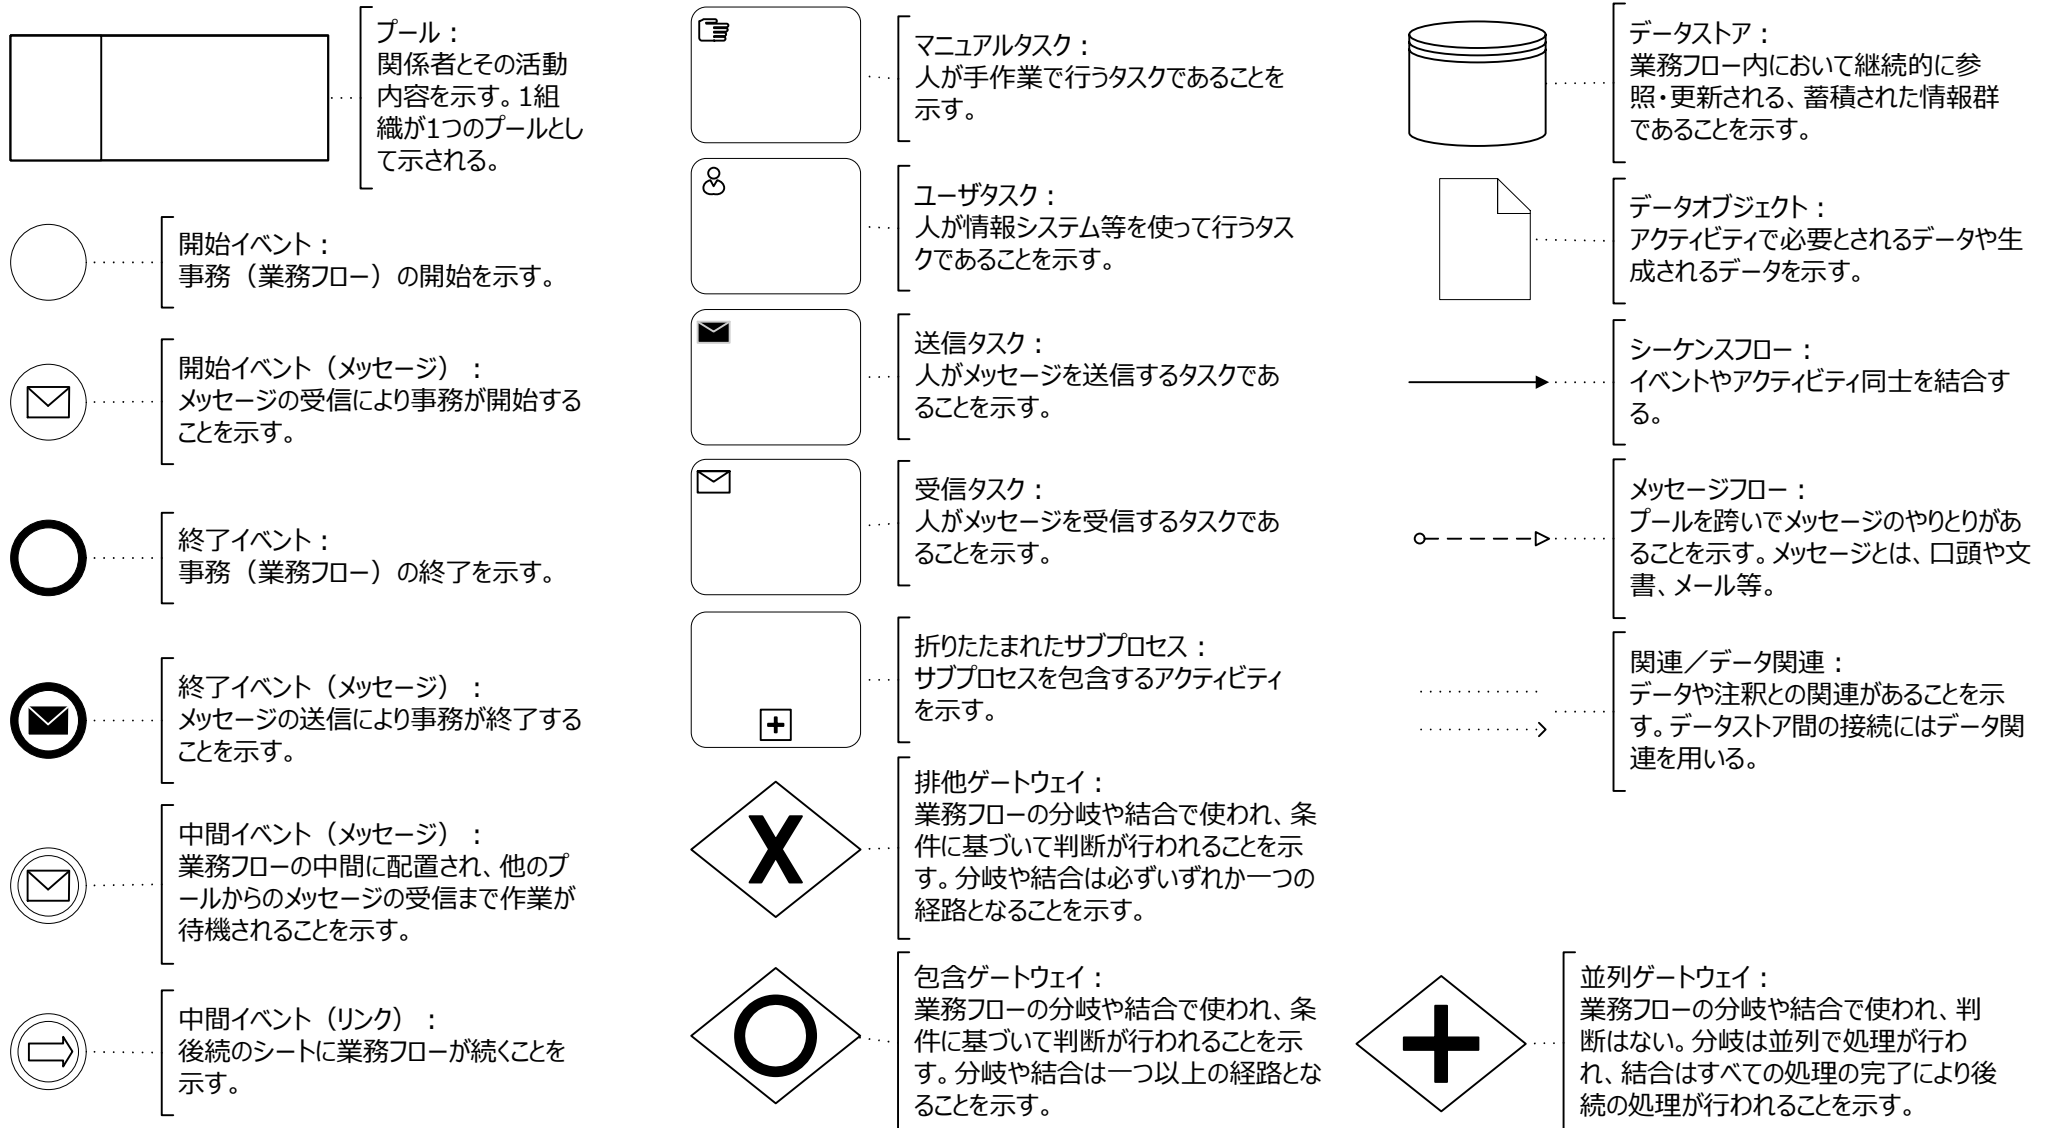 プール：
関係者とその活動
内容を示す。1組
織が1つのプールとし
て示される。
開始イベント：
事務（業務フロー）の開始を示す。
開始イベント（メッセージ）：
メッセージの受信により事務が開始する
ことを示す。
終了イベント：
事務（業務フロー）の終了を示す。
終了イベント（メッセージ）：
メッセージの送信により事務が終了する
ことを示す。
中間イベント（メッセージ）：
業務フローの中間に配置され、他のプ
ールからのメッセージの受信まで作業が
待機されることを示す。
中間イベント（リンク）：
後続のシートに業務フローが続くことを
示す。
マニュアルタスク：
人が手作業で行うタスクであることを
示す。
ユーザタスク：
人が情報システム等を使って行うタス
クであることを示す。
送信タスク：
人がメッセージを送信するタスクであ
ることを示す。
受信タスク：
人がメッセージを受信するタスクであ
ることを示す。
折りたたまれたサブプロセス：
サブプロセスを包含するアクティビティ
を示す。
排他ゲートウェイ：
業務フローの分岐や結合で使われ、条
件に基づいて判断が行われることを示
す。分岐や結合は必ずいずれか一つの
経路となることを示す。
包含ゲートウェイ：
業務フローの分岐や結合で使われ、条
件に基づいて判断が行われることを示
す。分岐や結合は一つ以上の経路とな
ることを示す。
データストア：
業務フロー内において継続的に参
照・更新される、蓄積された情報群
であることを示す。
データオブジェクト：
アクティビティで必要とされるデータや生
成されるデータを示す。
シーケンスフロー：
イベントやアクティビティ同士を結合す
る。
メッセージフロー：
プールを跨いでメッセージのやりとりがあ
ることを示す。メッセージとは、口頭や文
書、メール等。
関連／データ関連：
データや注釈との関連があることを示
す。データストア間の接続にはデータ関
連を用いる。
並列ゲートウェイ：
業務フローの分岐や結合で使われ、判
断はない。分岐は並列で処理が行わ
れ、結合はすべての処理の完了により後
続の処理が行われることを示す。